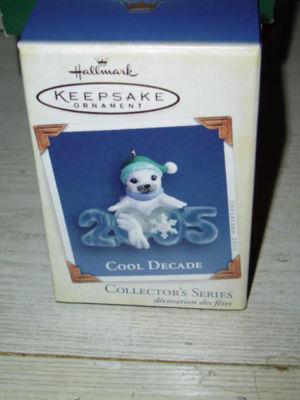 Hallmark
KEEPSAKE
ORNAMENT
2005
COOL DECADE
COLLECTOR'S SERIES
décoration des fêtes